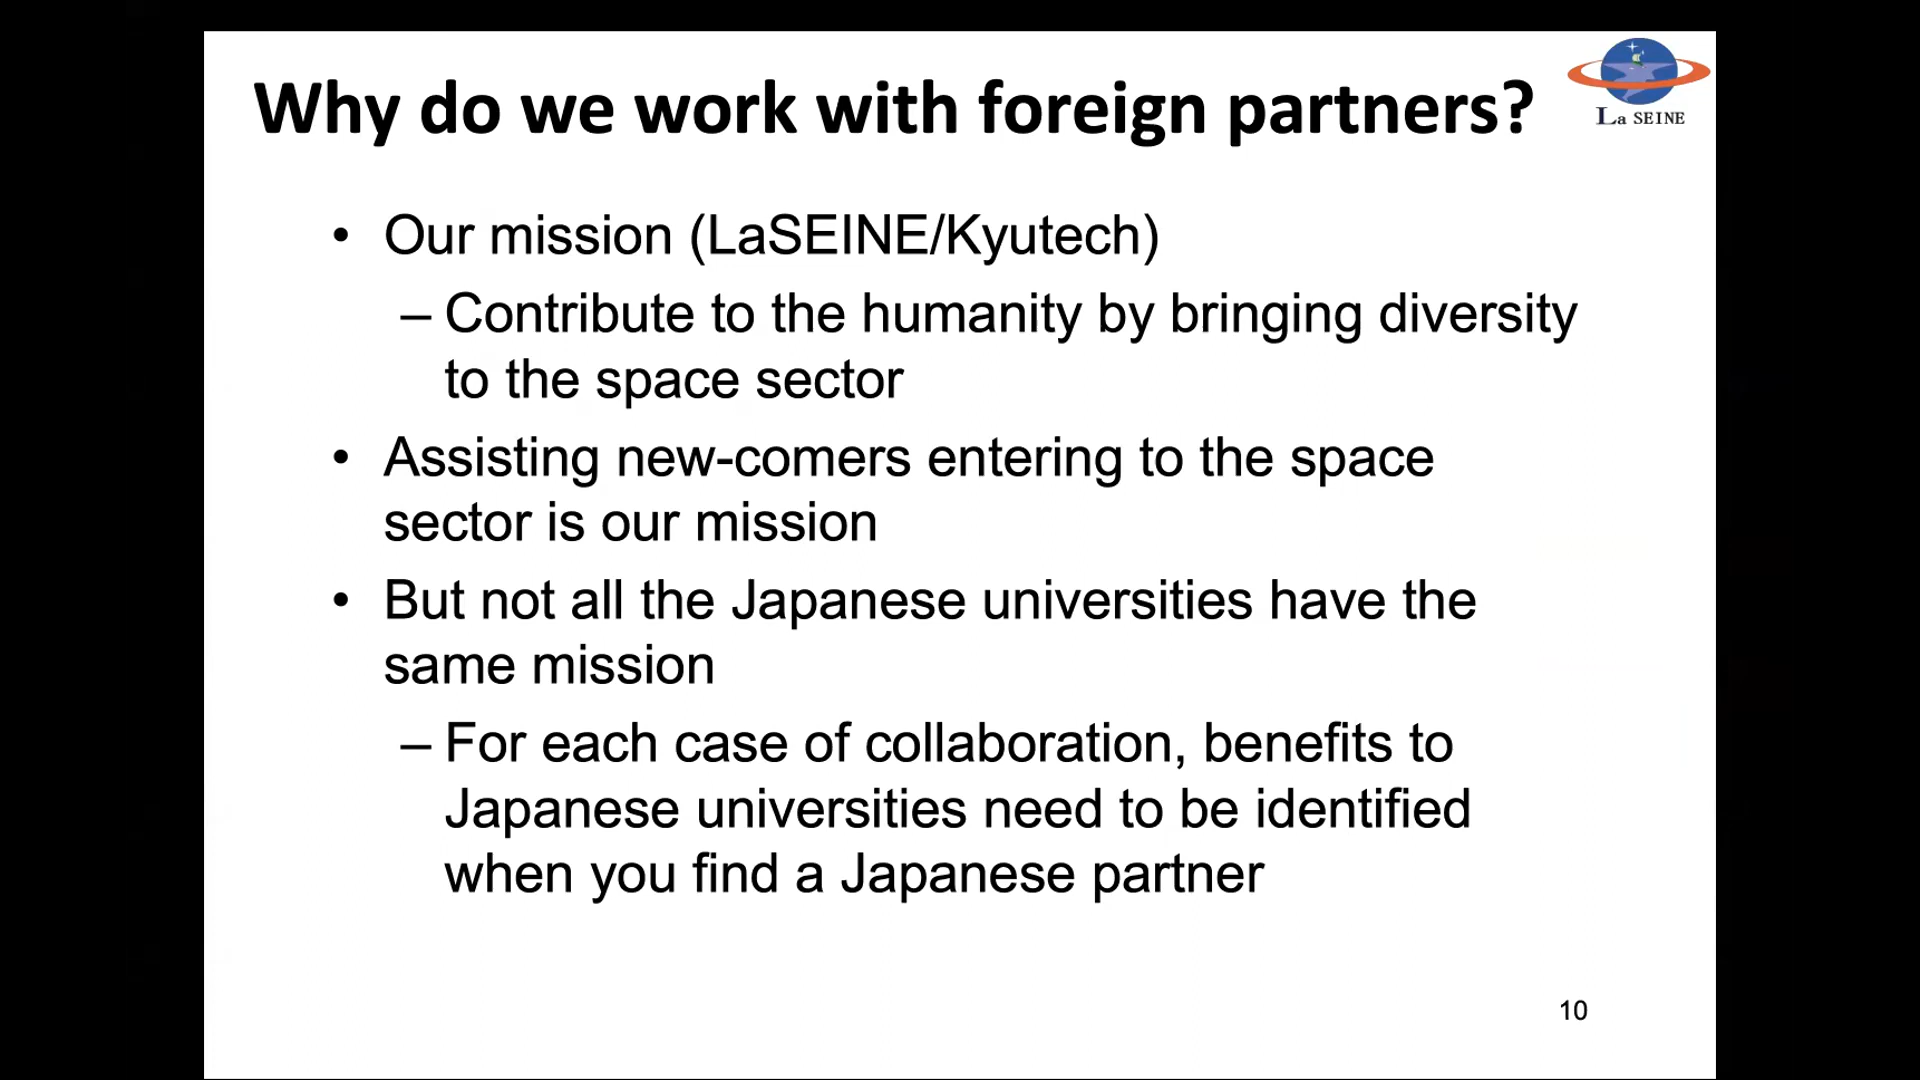 Why do we work with foreign partners?
La SEINE
• Our mission (LaSEINE/Kyutech)
– Contribute to the humanity by bringing diversity
to the space sector
• Assisting new-comers entering to the space
sector is our mission
• But not all the Japanese universities have the
same mission
– For each case of collaboration, benefits to
Japanese universities need to be identified
when you find a Japanese partner
10